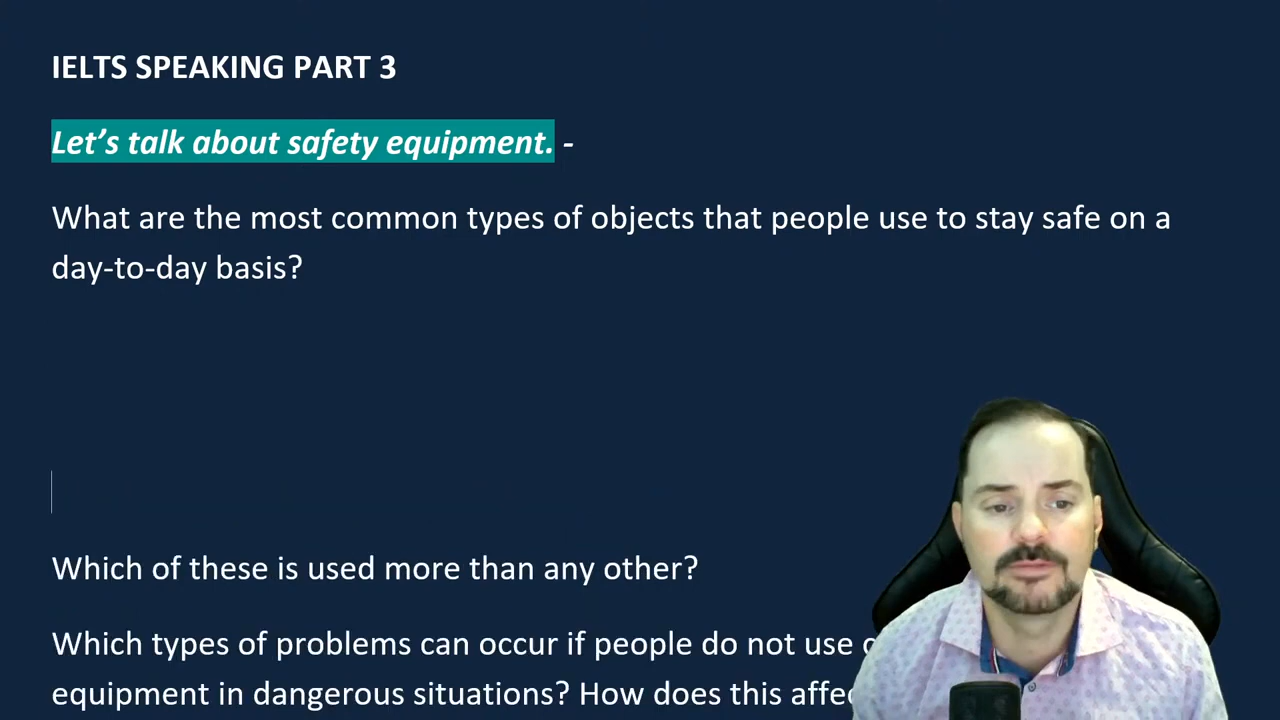 IELTS SPEAKING PART 3
Let’s talk about safety equipment. -
What are the most common types of objects that people use to stay safe on a
day-to-day basis?
Which of these is used more than any other?
Which types of problems can occur if people do not use
equipment in dangerous situations? How does this